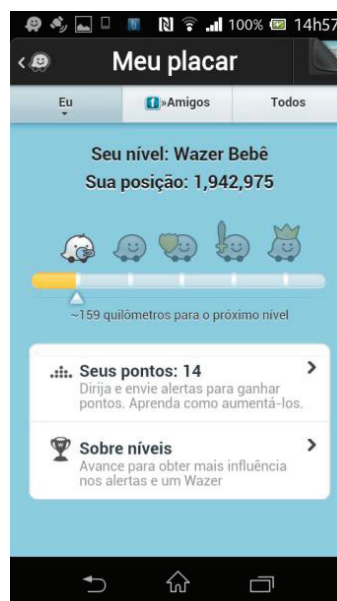 100% 14h57
Meu placar
Eu
f »Amigos
Todos
Seu nível: Wazer Bebê
Sua posição: 1,942,975
~159 quilômetros para o próximo nível
Seus pontos: 14
Dirija e envie alertas para ganhar
pontos. Aprenda como aumentá-los.
Sobre níveis
Avance para obter mais influência
nos alertas e um Wazer